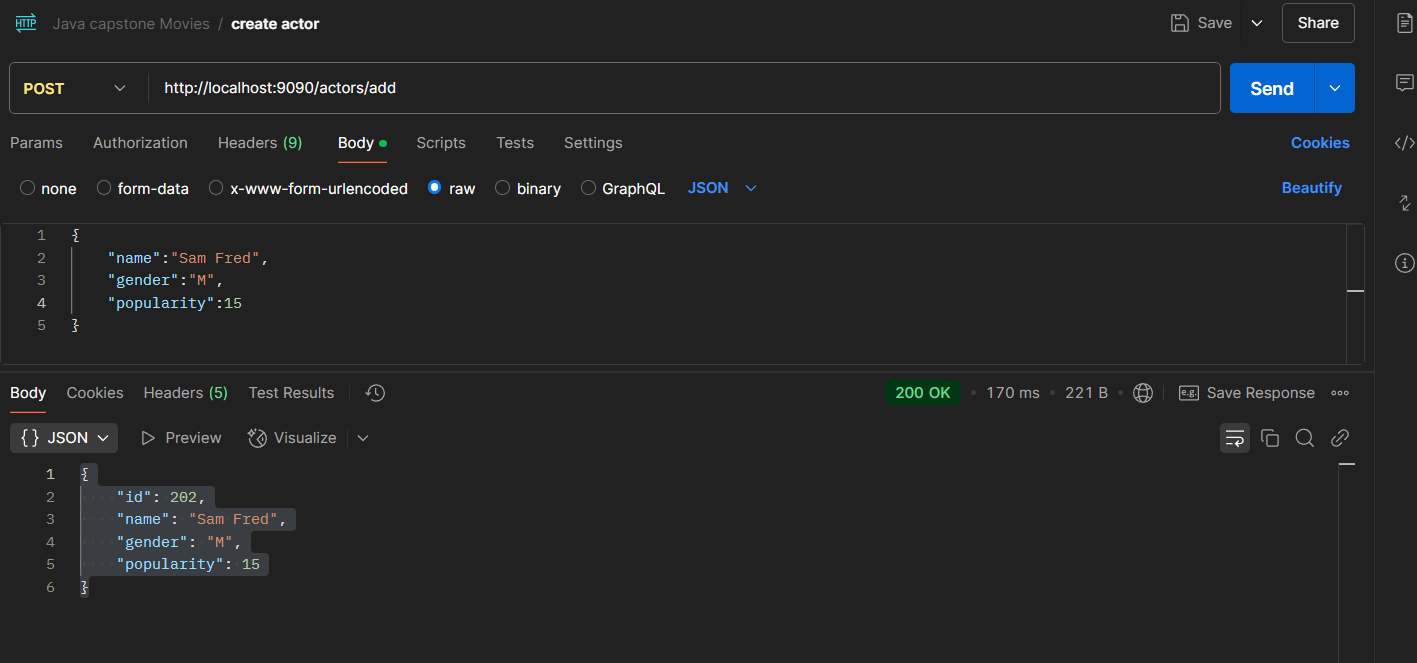 HTTP Java capstone Movies / create actor Save Share
POST http://localhost:9090/actors/add Send
Params Authorization Headers (9) Body Scripts Tests Settings Cookies
none form-data x-www-form-urlencoded raw binary GraphQL JSON Beautify
1 {
2 "name":"Sam Fred",
3 "gender":"M",
4 "popularity":15
5 }
Body Cookies Headers (5) Test Results 200 OK • 170 ms • 221 B • e.g. Save Response
{} JSON Preview Visualize
1 {
2 "id": 202,
3 "name": "Sam Fred",
4 "gender": "M",
5 "popularity": 15
6 }